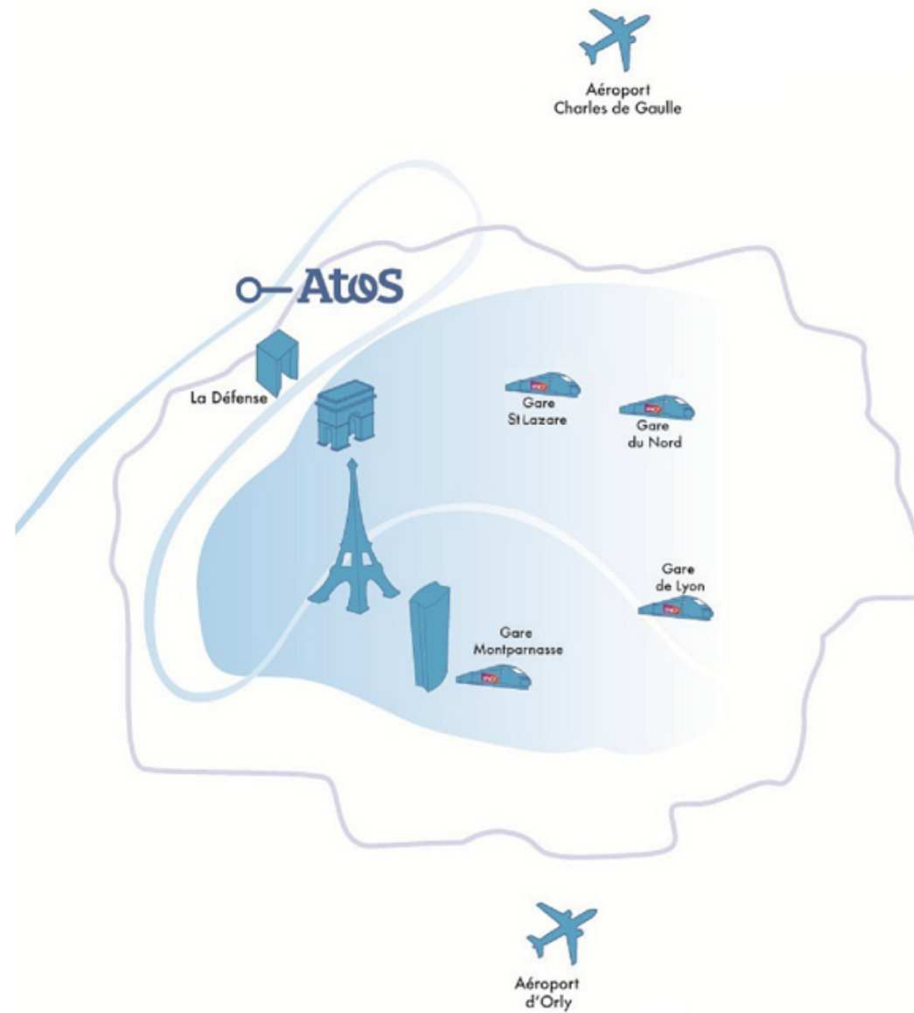 Aéroport
Charles de Gaulle
Atos
La Défense
Gare
St Lazare
Gare
du Nord
Gare
de Lyon
Gare
Montparnasse
Aéroport
d'Orly